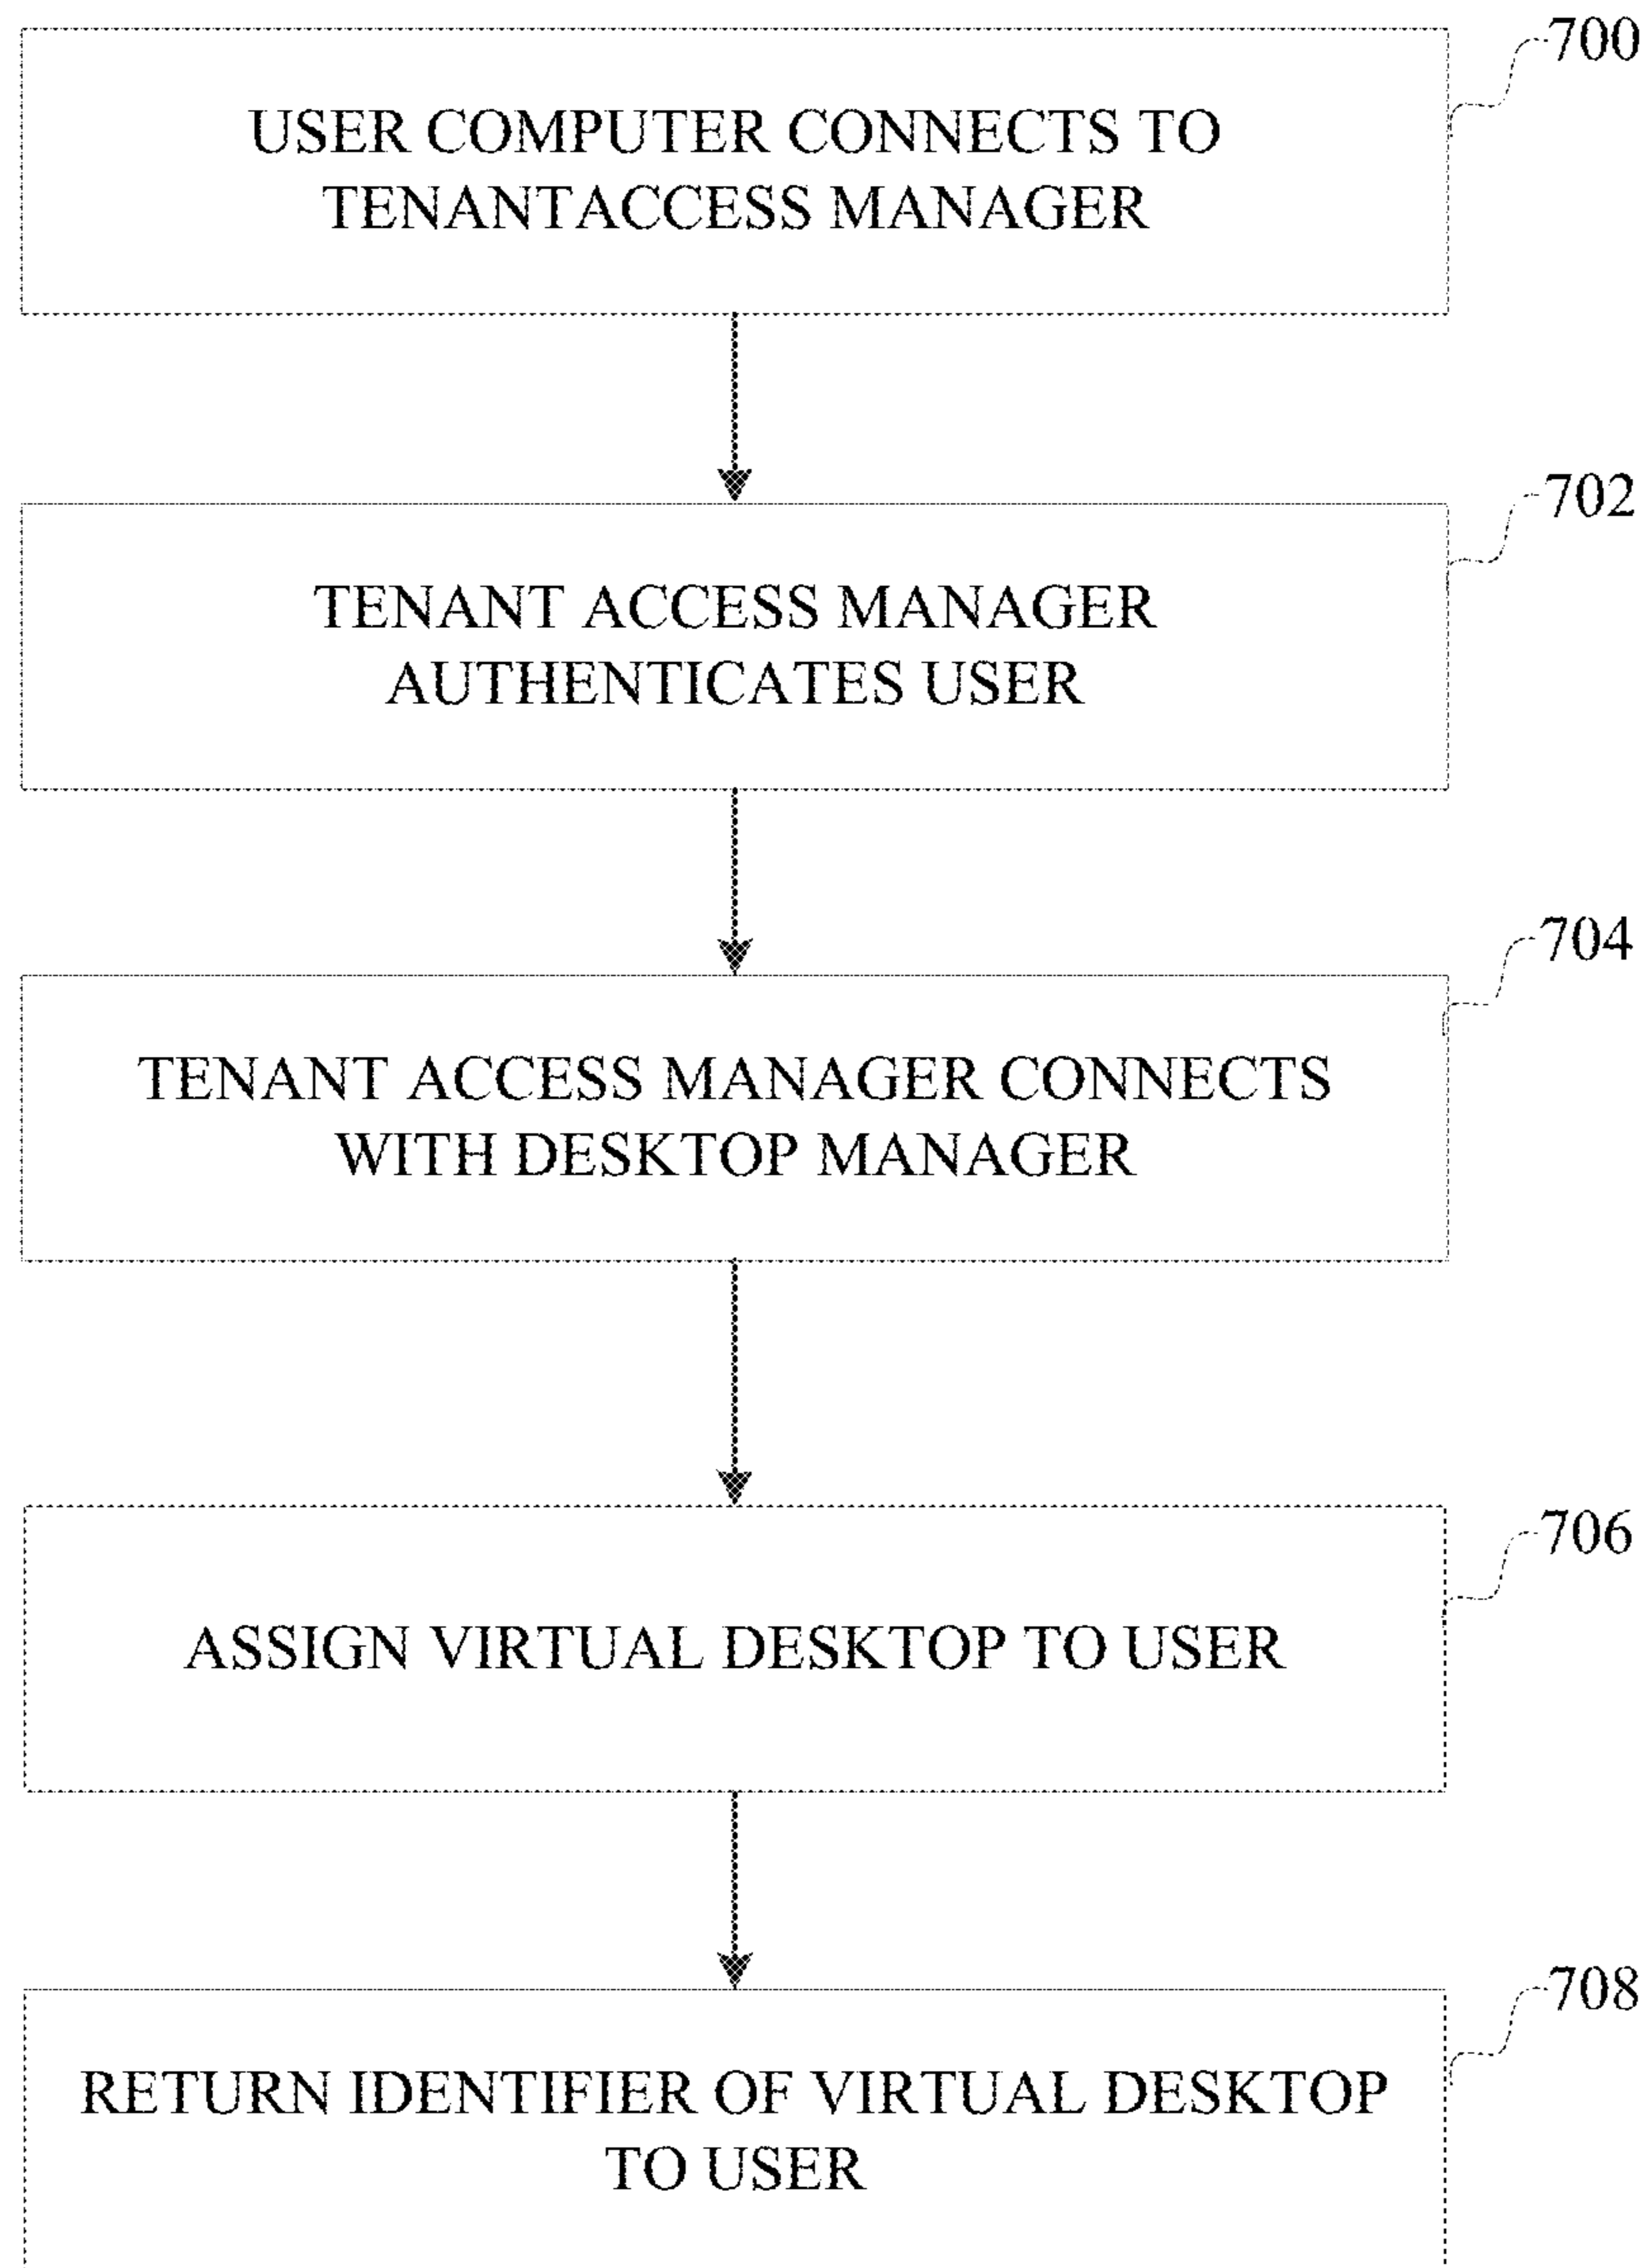 700
USER COMPUTER CONNECTS TO
TENANTACCESS MANAGER
702
TENANT ACCESS MANAGER
AUTHENTICATES USER
704
TENANT ACCESS MANAGER CONNECTS
WITH DESKTOP MANAGER
706
ASSIGN VIRTUAL DESKTOP TO USER
708
RETURN IDENTIFIER OF VIRTUAL DESKTOP
TO USER